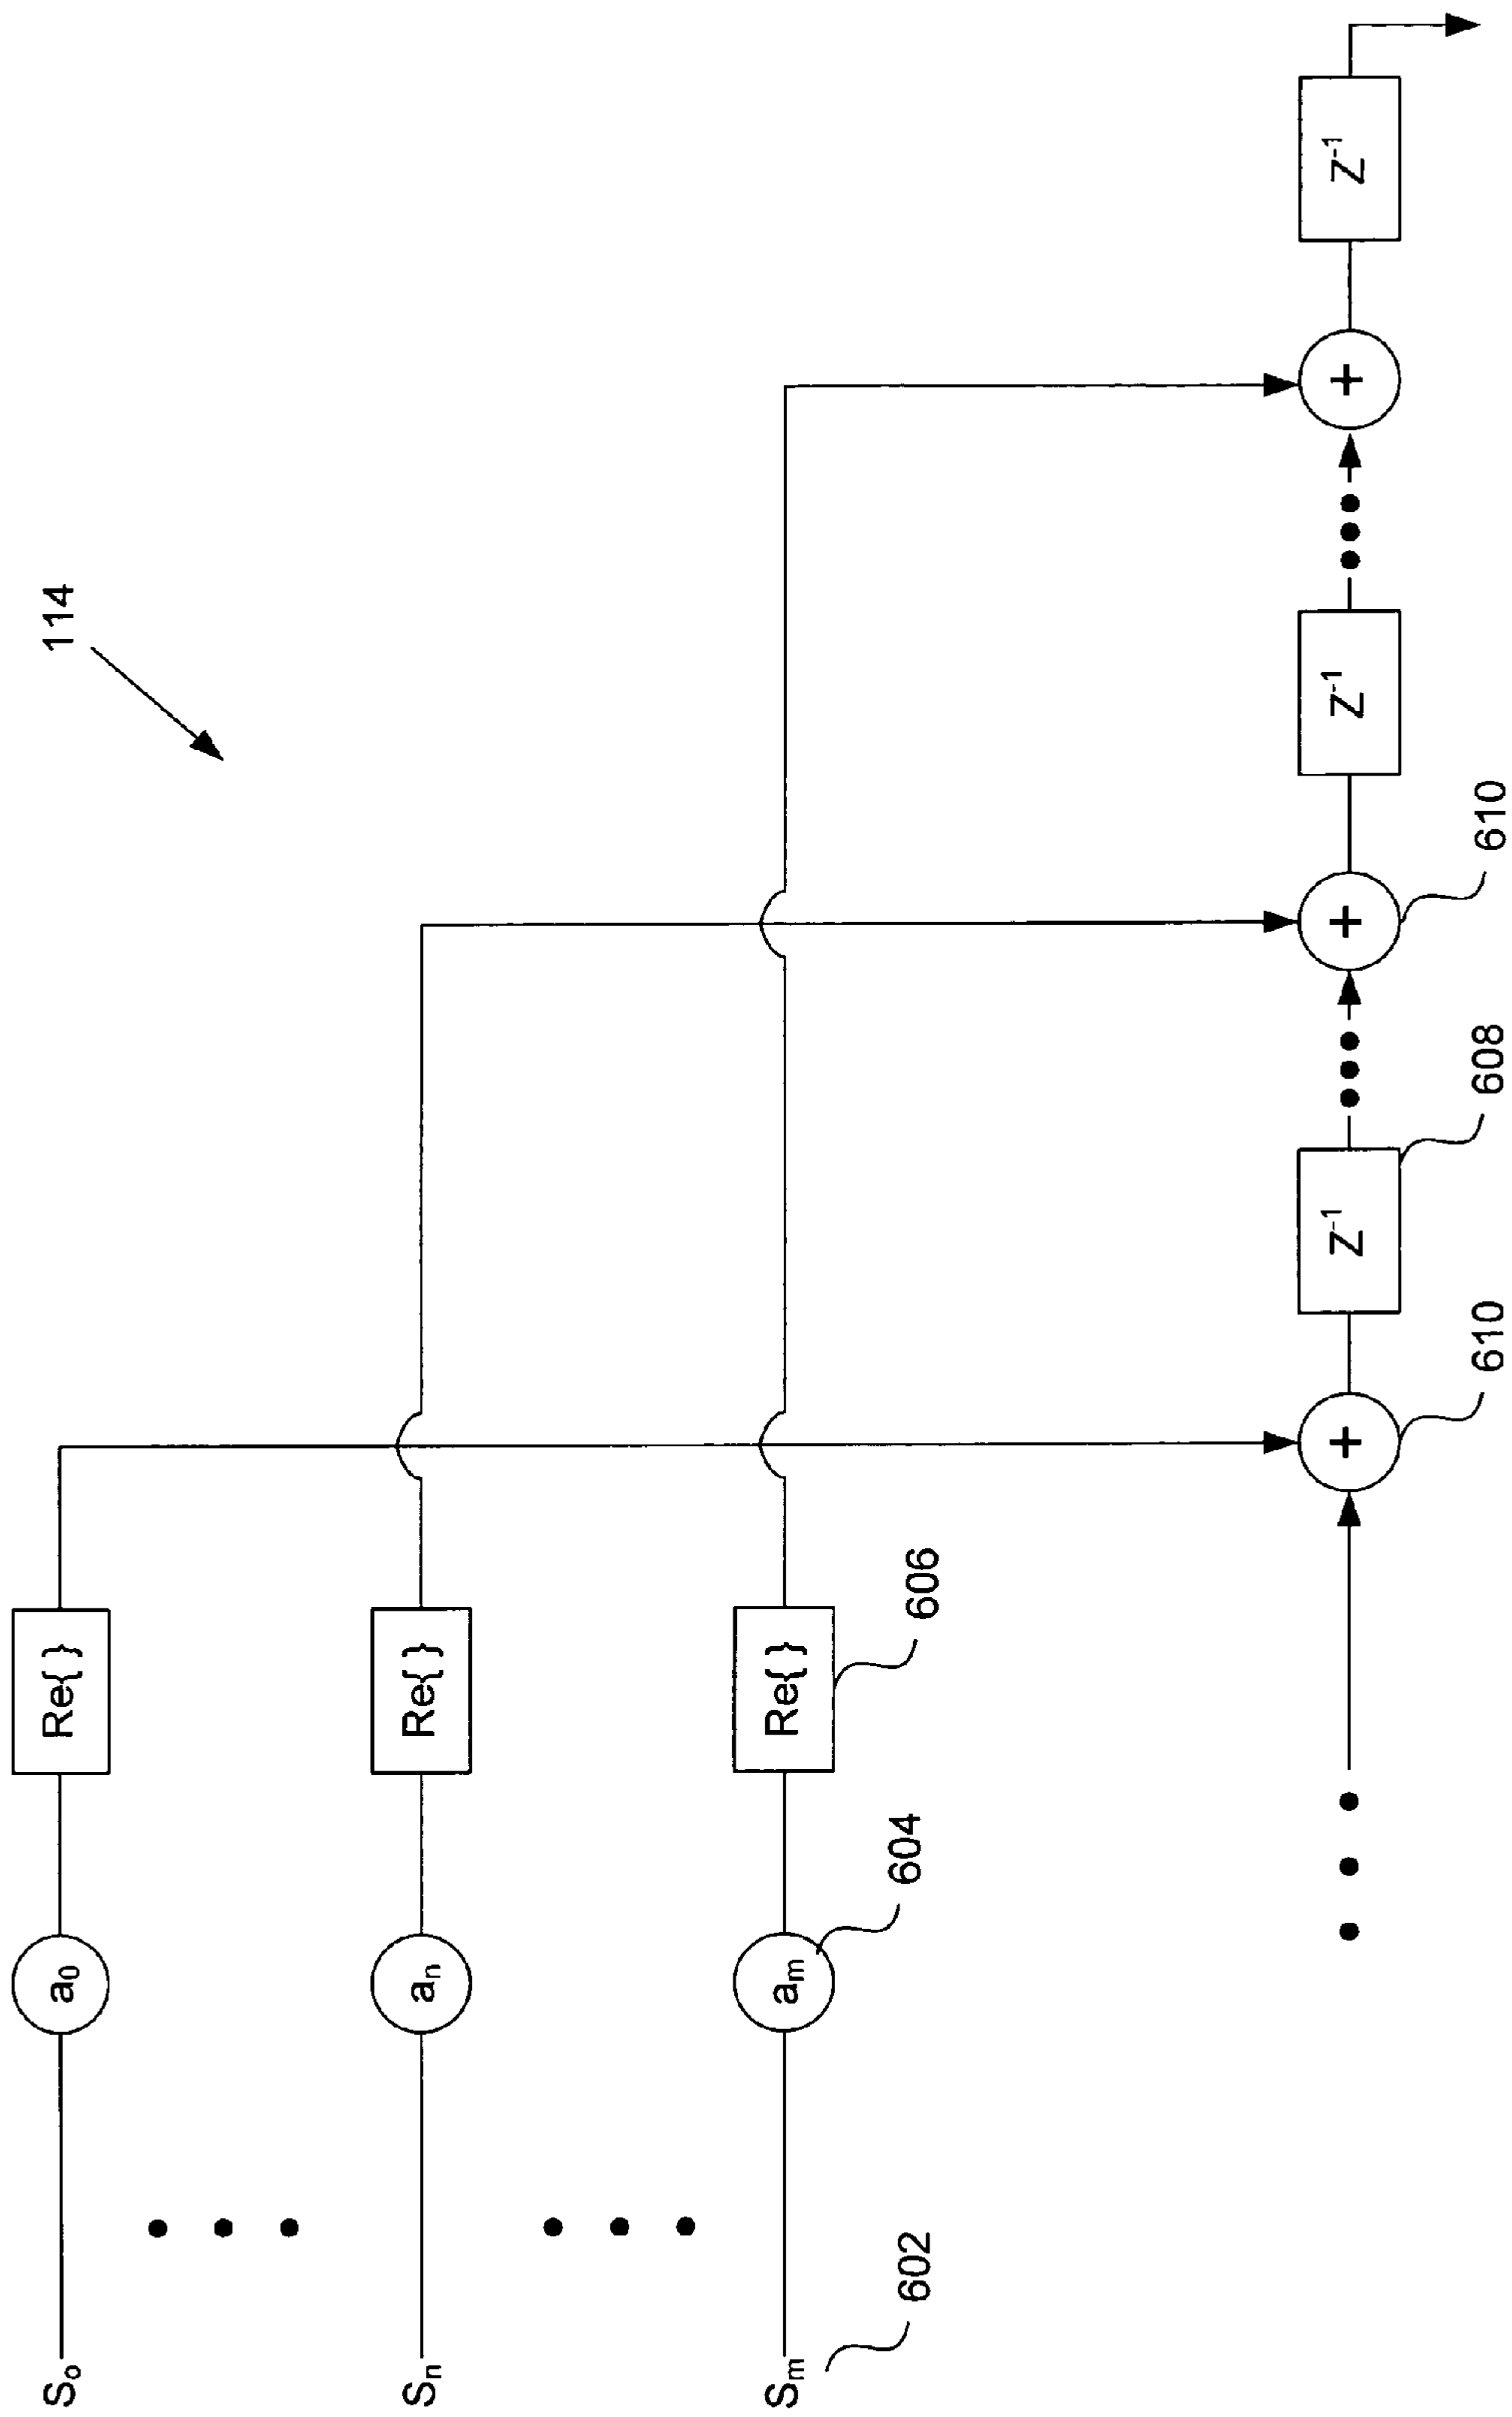 114
S₀ a₀ Re{ }
Sₙ aₙ Re{ }
Sₘ aₘ Re{ }
602 604 606
+ Z⁻¹ + Z⁻¹ + Z⁻¹
610 608 610